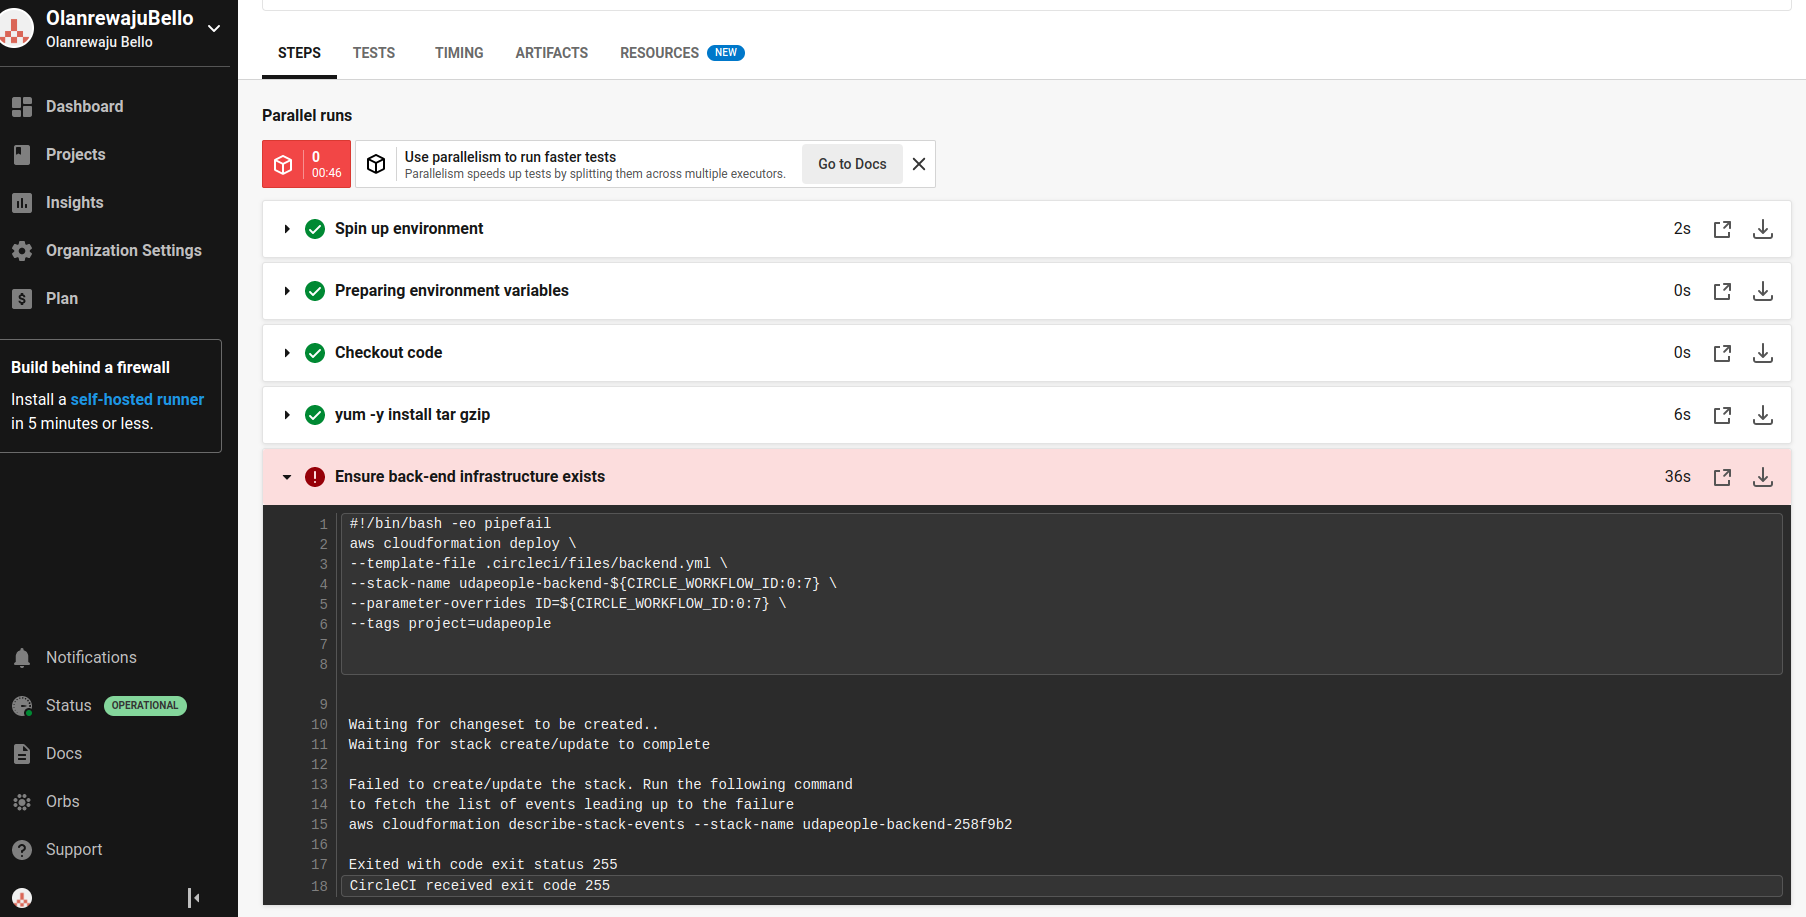 OlanrewajuBello
Olanrewaju Bello
Dashboard
Projects
Insights
Organization Settings
Plan
Build behind a firewall
Install a self-hosted runner
in 5 minutes or less.
Notifications
Status OPERATIONAL
Docs
Orbs
Support
STEPS TESTS TIMING ARTIFACTS RESOURCES NEW
Parallel runs
0
00:46
Use parallelism to run faster tests
Parallelism speeds up tests by splitting them across multiple executors.
Go to Docs
Spin up environment 2s
Preparing environment variables 0s
Checkout code 0s
yum -y install tar gzip 6s
Ensure back-end infrastructure exists 36s
1 #!/bin/bash -eo pipefail
2 aws cloudformation deploy \
3 --template-file .circleci/files/backend.yml \
4 --stack-name udapeople-backend-${CIRCLE_WORKFLOW_ID:0:7} \
5 --parameter-overrides ID=${CIRCLE_WORKFLOW_ID:0:7} \
6 --tags project=udapeople
7
8
9
10 Waiting for changeset to be created..
11 Waiting for stack create/update to complete
12
13 Failed to create/update the stack. Run the following command
14 to fetch the list of events leading up to the failure
15 aws cloudformation describe-stack-events --stack-name udapeople-backend-258f9b2
16
17 Exited with code exit status 255
18 CircleCI received exit code 255